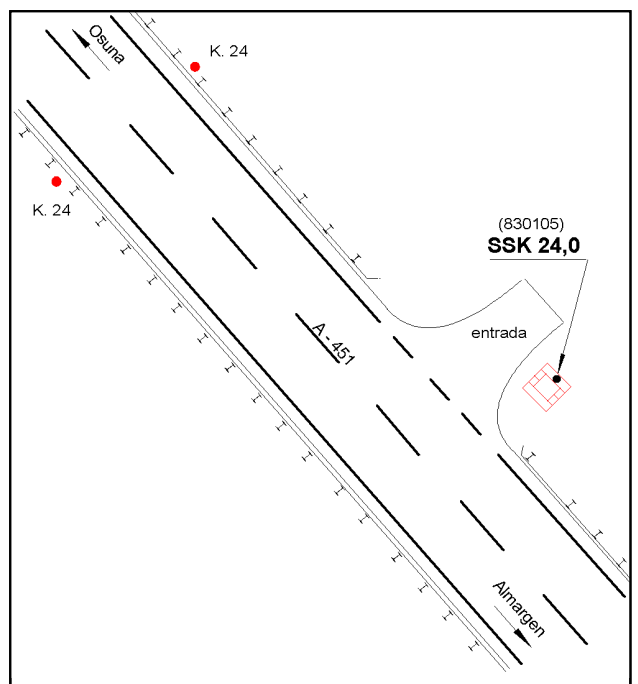 Osuna
K. 24
K. 24
(830105)
SSK 24,0
entrada
A - 451
Almargen